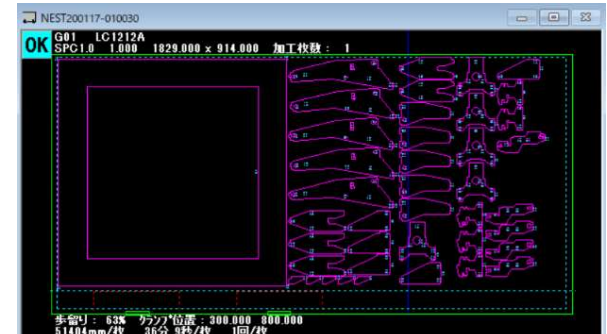 NEST200117-010030
OK
G01 LC1212A
SPC1.0 1.000 1829.000 x 914.000 加工枚数： 1
歩留り： 63% クランプ位置：300.000 800.000
51404mm/枚 36分 9秒/枚 1回/枚